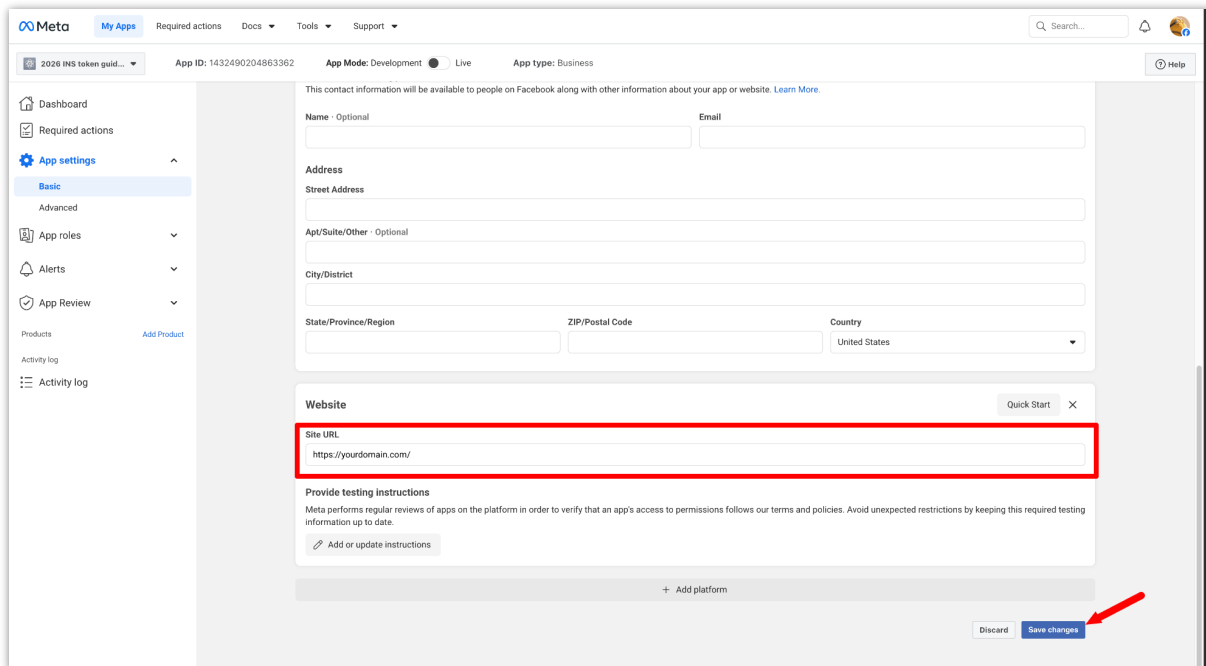 Meta
My Apps
Required actions
Docs
Tools
Support
Search...
2026 INS token guid...
App ID: 1432490204863362
App Mode: Development
Live
App type: Business
Help
Dashboard
Required actions
App settings
Basic
Advanced
App roles
Alerts
App Review
Products
Add Product
Activity log
Activity log
This contact information will be available to people on Facebook along with other information about your app or website. Learn More.
Name · Optional
Email
Address
Street Address
Apt/Suite/Other · Optional
City/District
State/Province/Region
ZIP/Postal Code
Country
United States
Website
Quick Start
Site URL
https://yourdomain.com/
Provide testing instructions
Meta performs regular reviews of apps on the platform in order to verify that an app's access to permissions follows our terms and policies. Avoid unexpected restrictions by keeping this required testing
information up to date.
Add or update instructions
+ Add platform
Discard
Save changes